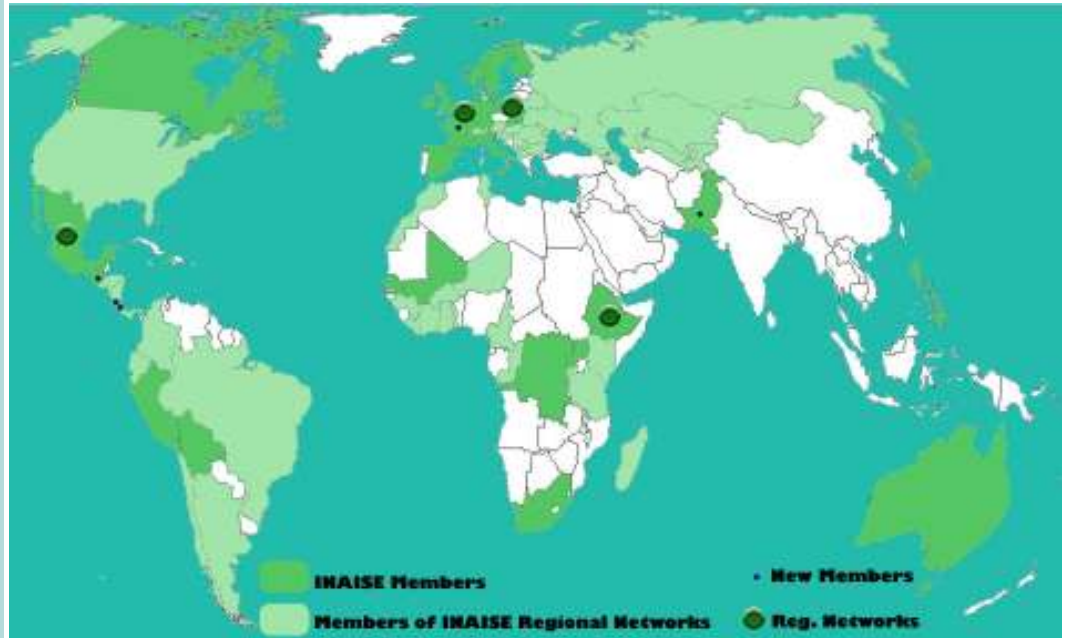 INAISE Members
Members of INAISE Regional Networks
New Members
Reg. Networks